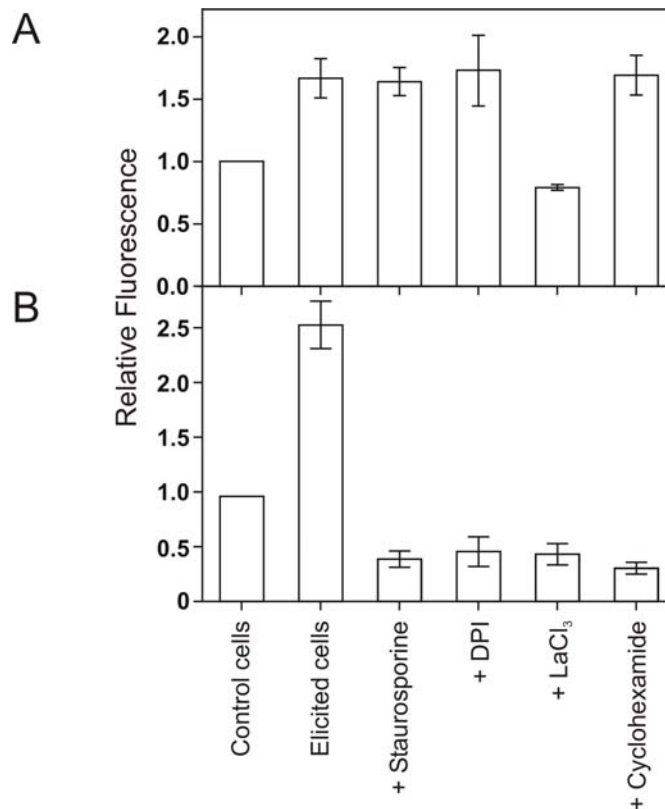 A
2.0
1.5
1.0
0.5
0.0
B
2.5
2.0
1.5
1.0
0.5
0
Relative Fluorescence
Control cells
Elicited cells
+ Staurosporine
+ DPI
+ LaCl₃
+ Cyclohexamide